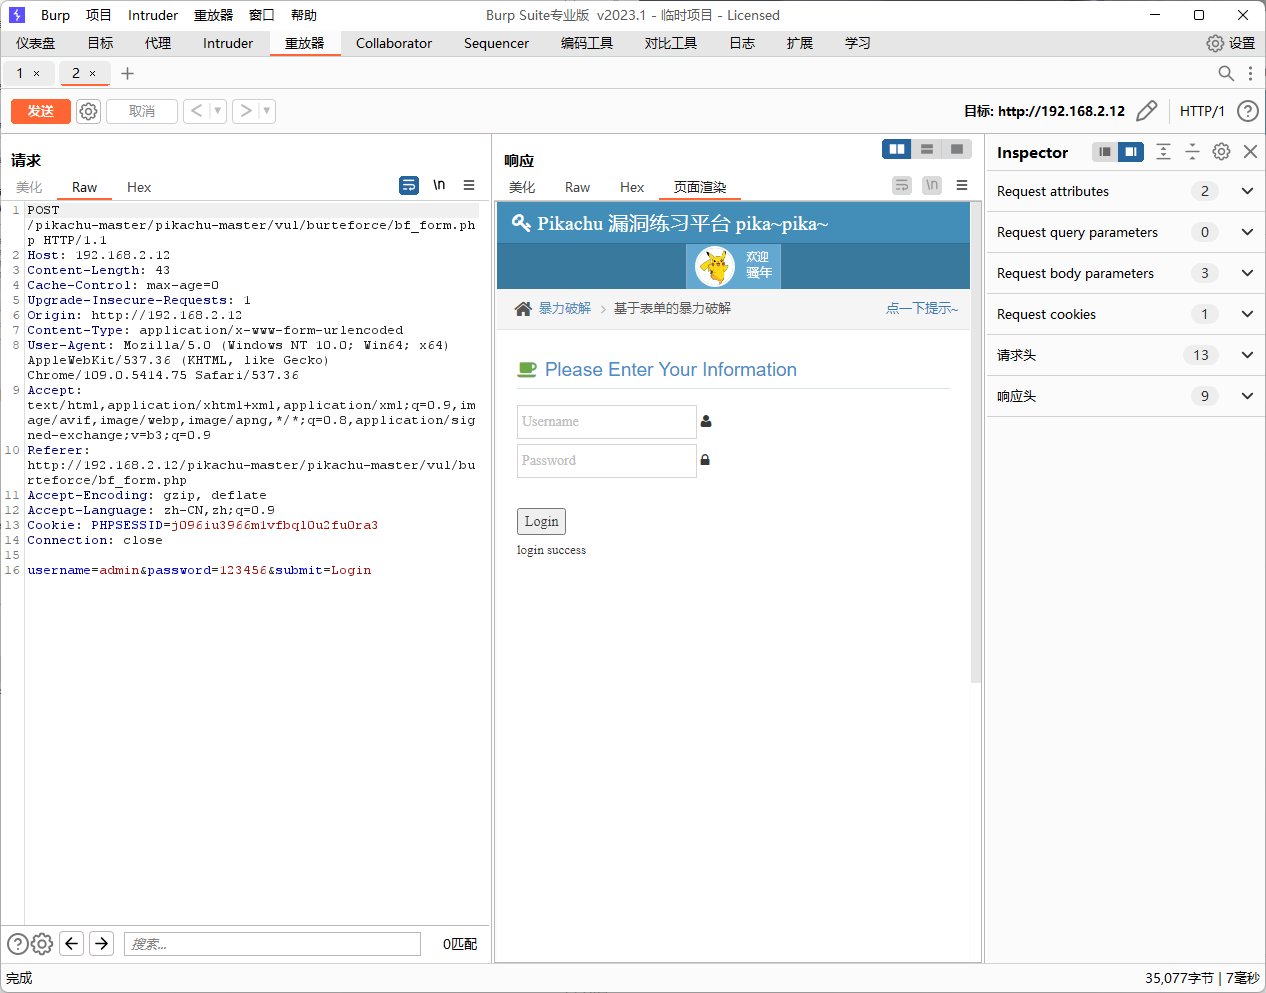 Burp 项目 Intruder 重放器 窗口 帮助 Burp Suite专业版 v2023.1 - 临时项目 - Licensed
仪表盘 目标 代理 Intruder 重放器 Collaborator Sequencer 编码工具 对比工具 日志 扩展 学习 设置
1 × 2 × +
发送 取消 < > 目标: http://192.168.2.12 HTTP/1
请求
美化 Raw Hex \n
1 POST
/pikachu-master/pikachu-master/vul/burteforce/bf_form.ph
p HTTP/1.1
2 Host: 192.168.2.12
3 Content-Length: 43
4 Cache-Control: max-age=0
5 Upgrade-Insecure-Requests: 1
6 Origin: http://192.168.2.12
7 Content-Type: application/x-www-form-urlencoded
8 User-Agent: Mozilla/5.0 (Windows NT 10.0; Win64; x64)
AppleWebKit/537.36 (KHTML, like Gecko)
Chrome/109.0.5414.75 Safari/537.36
9 Accept:
text/html,application/xhtml+xml,application/xml;q=0.9,im
age/avif,image/webp,image/apng,*/*;q=0.8,application/sig
ned-exchange;v=b3;q=0.9
10 Referer:
http://192.168.2.12/pikachu-master/pikachu-master/vul/bu
rteforce/bf_form.php
11 Accept-Encoding: gzip, deflate
12 Accept-Language: zh-CN,zh;q=0.9
13 Cookie: PHPSESSID=j096iu3966m1vfbql0u2fu0ra3
14 Connection: close
15
16 username=admin&password=123456&submit=Login
搜索... 0匹配
响应
美化 Raw Hex 页面渲染 \n
Pikachu 漏洞练习平台 pika~pika~
欢迎
骚年
暴力破解 > 基于表单的暴力破解 点一下提示~
Please Enter Your Information
Username
Password
Login
login success
Inspector
Request attributes 2
Request query parameters 0
Request body parameters 3
Request cookies 1
请求头 13
响应头 9
完成 35,077字节 | 7毫秒